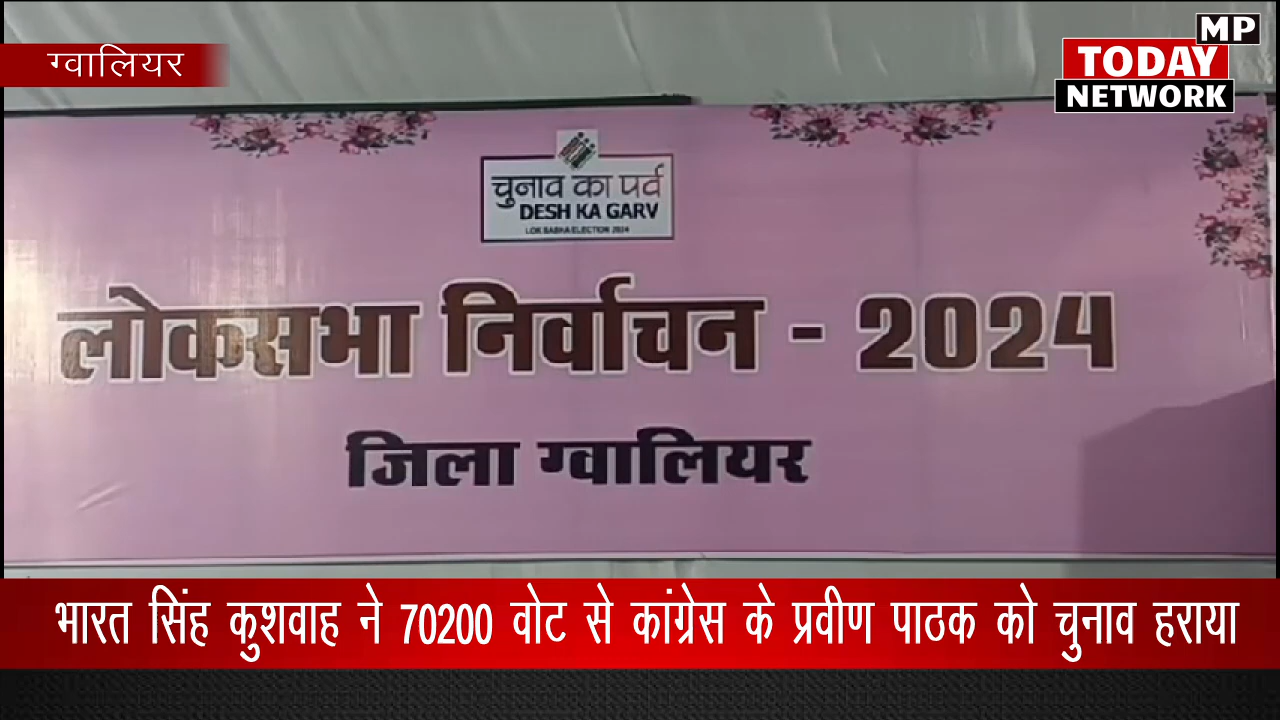 ग्वालियर
MP
TODAY
NETWORK
चुनाव का पर्व
DESH KA GARV
LOK SABHA ELECTION 2024
लोकसभा निर्वाचन - 2024
जिला ग्वालियर
भारत सिंह कुशवाह ने 70200 वोट से कांग्रेस के प्रवीण पाठक को चुनाव हराया